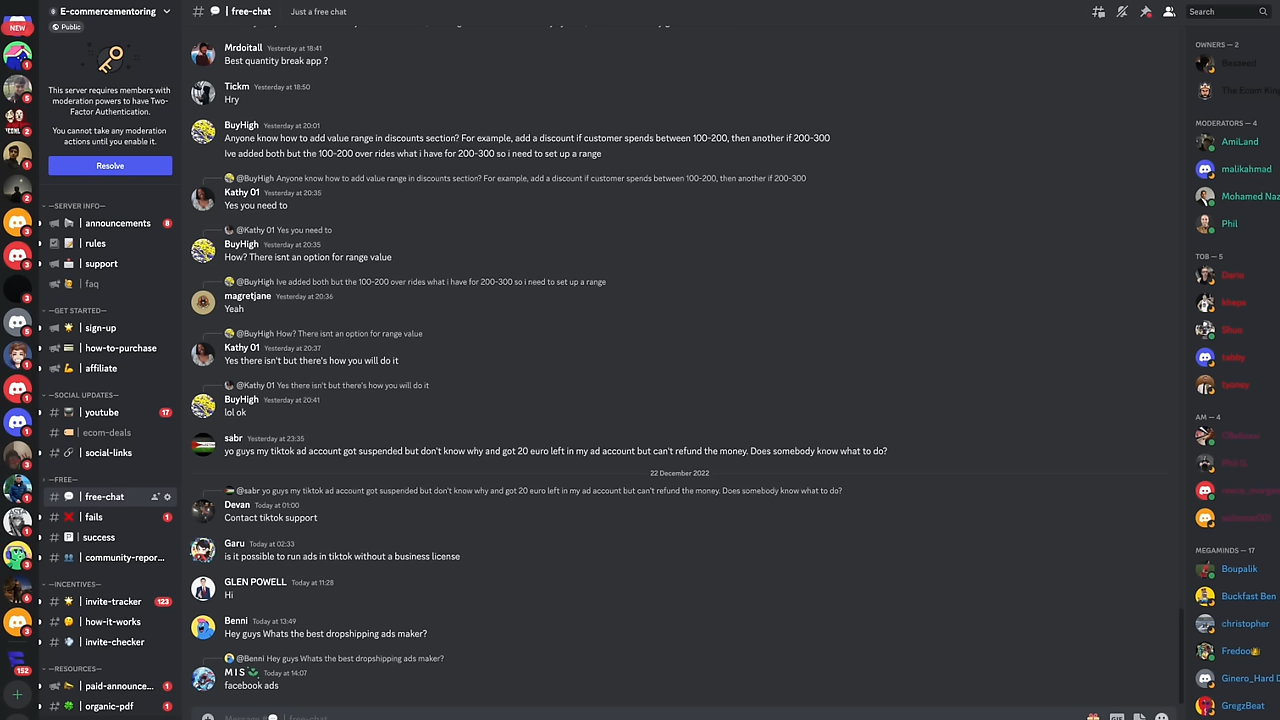 NEW
E-commercementoring
Public
This server requires members with
moderation powers to have Two-
Factor Authentication.
You cannot take any moderation
actions until you enable it.
Resolve
—SERVER INFO—
| announcements 8
| rules
| support
| faq
—GET STARTED—
| sign-up
| how-to-purchase
| affiliate
—SOCIAL UPDATES—
| youtube 17
| ecom-deals
| social-links
—FREE—
| free-chat
| fails 1
| success
| community-repor...
—INCENTIVES—
| invite-tracker 123
| how-it-works
| invite-checker
—RESOURCES—
| paid-announce... 1
| organic-pdf 1
152
# | free-chat Just a free chat
Search
Mrdoitall Yesterday at 18:41
Best quantity break app ?
Tickm Yesterday at 18:50
Hry
BuyHigh Yesterday at 20:01
Anyone know how to add value range in discounts section? For example, add a discount if customer spends between 100-200, then another if 200-300
Ive added both but the 100-200 over rides what i have for 200-300 so i need to set up a range
@BuyHigh Anyone know how to add value range in discounts section? For example, add a discount if customer spends between 100-200, then another if 200-300
Kathy 01 Yesterday at 20:35
Yes you need to
@Kathy 01 Yes you need to
BuyHigh Yesterday at 20:35
How? There isnt an option for range value
@BuyHigh Ive added both but the 100-200 over rides what i have for 200-300 so i need to set up a range
magretjane Yesterday at 20:36
Yeah
@BuyHigh How? There isnt an option for range value
Kathy 01 Yesterday at 20:37
Yes there isn't but there's how you will do it
@Kathy 01 Yes there isn't but there's how you will do it
BuyHigh Yesterday at 20:41
lol ok
sabr Yesterday at 23:35
yo guys my tiktok ad account got suspended but don't know why and got 20 euro left in my ad account but can't refund the money. Does somebody know what to do?
22 December 2022
@sabr yo guys my tiktok ad account got suspended but don't know why and got 20 euro left in my ad account but can't refund the money. Does somebody know what to do?
Devan Today at 01:00
Contact tiktok support
Garu Today at 02:33
is it possible to run ads in tiktok without a business license
GLEN POWELL Today at 11:28
Hi
Benni Today at 13:49
Hey guys Whats the best dropshipping ads maker?
@Benni Hey guys Whats the best dropshipping ads maker?
M I S Today at 14:07
facebook ads
OWNERS — 2
MODERATORS — 4
AmiLand
malikahmad
Mohamed Naz
Phil
TOB — 5
AM — 4
MEGAMINDS — 17
Boupalik
Buckfast Ben
christopher
Fredoo
Ginero_Hard D
GregzBeat